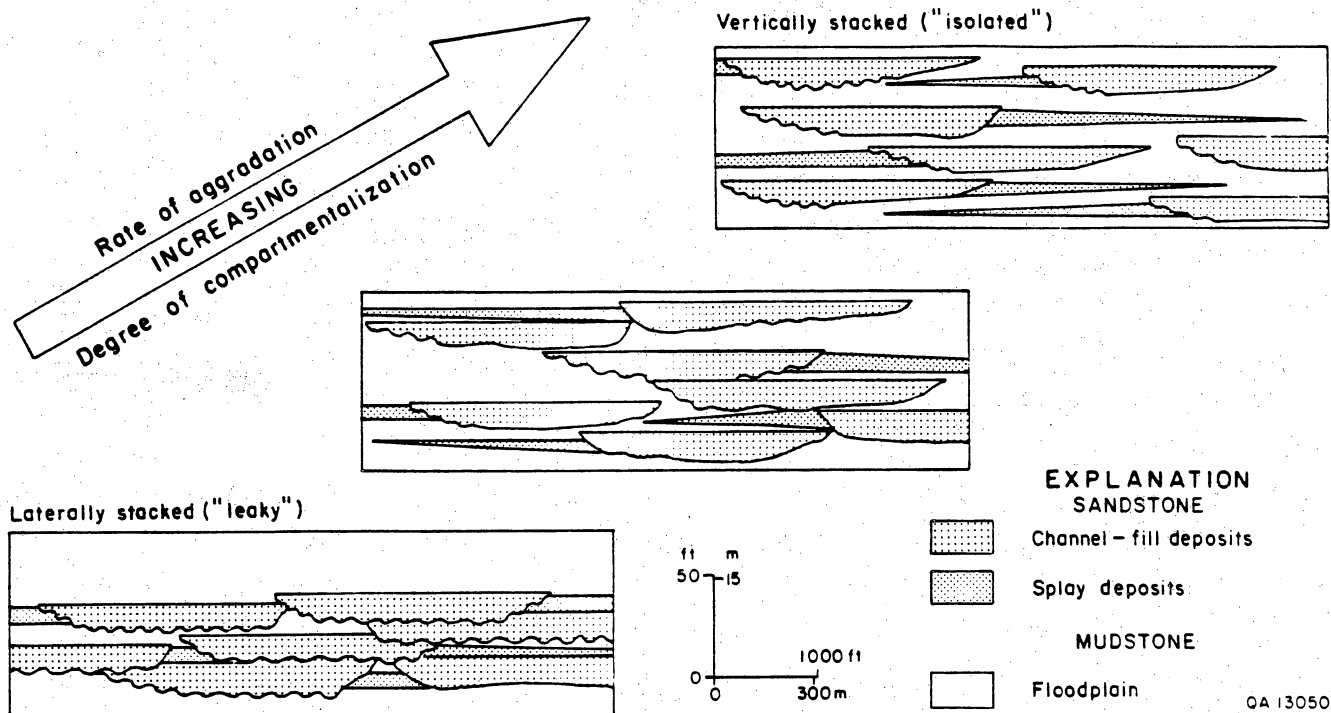 Vertically stacked ("isolated")
Rate of aggradation
INCREASING
Degree of compartmentalization
Laterally stacked ("leaky")
EXPLANATION
SANDSTONE
Channel-fill deposits
Splay deposits
MUDSTONE
Floodplain
ft m
50 15
1000 ft
0
0 300m
QA 13050